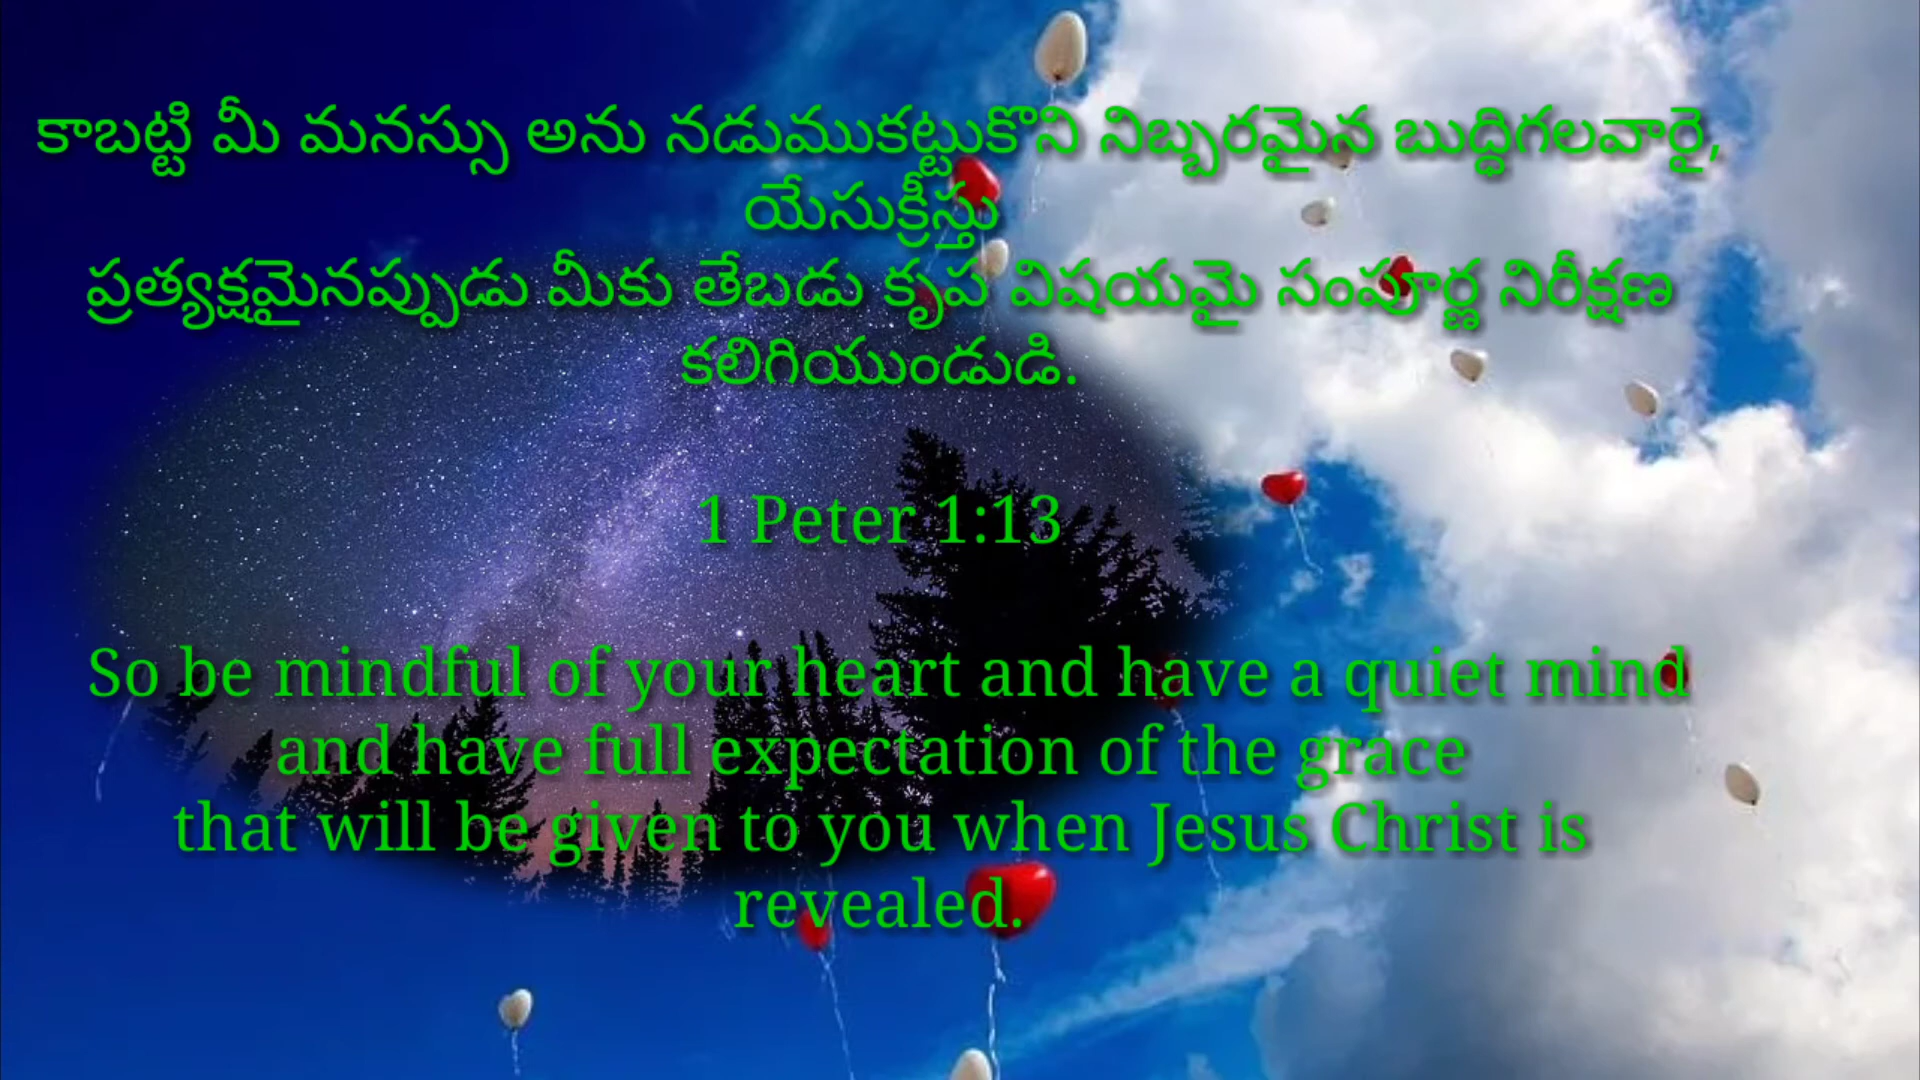 కాబట్టి మీ మనస్సు అను నడుముకట్టుకొని నిబ్బరమైన బుద్ధిగలవారై,
యేసుక్రీస్తు
ప్రత్యక్షమైనప్పుడు మీకు తేబడు కృప విషయమై సంపూర్ణ నిరీక్షణ
కలిగియుండుడి.
1 Peter 1:13
So be mindful of your heart and have a quiet mind
and have full expectation of the grace
that will be given to you when Jesus Christ is
revealed.